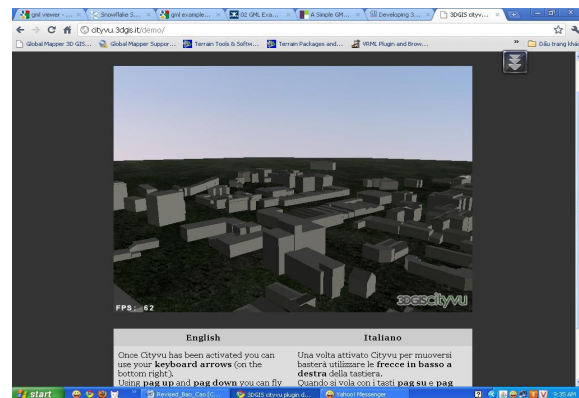 gml viewer - ...
Snowflake S...
gml example...
02 GML Exa...
A Simple GM...
Developing 3...
3DGIS cityv...
cityvu.3dgis.it/demo/
Global Mapper 3D GIS...
Global Mapper Suppor...
Terrain Tools & Softw...
Terrain Packages and...
VRML Plugin and Brow...
»
Dấu trang khác
FPS: 62
3DGIScityvu
English
Italiano
Once Cityvu has been activated you can
use your keyboard arrows (on the
bottom right).
Using pag up and pag down you can fly
Una volta attivato Cityvu per muoversi
basterà utilizzare le frecce in basso a
destra della tastiera.
Quando si vola con i tasti pag su e pag
start
Revised_Bao_Cao [C...
3DGIS cityvu plugin d...
Yahoo! Messenger
9:35 AM